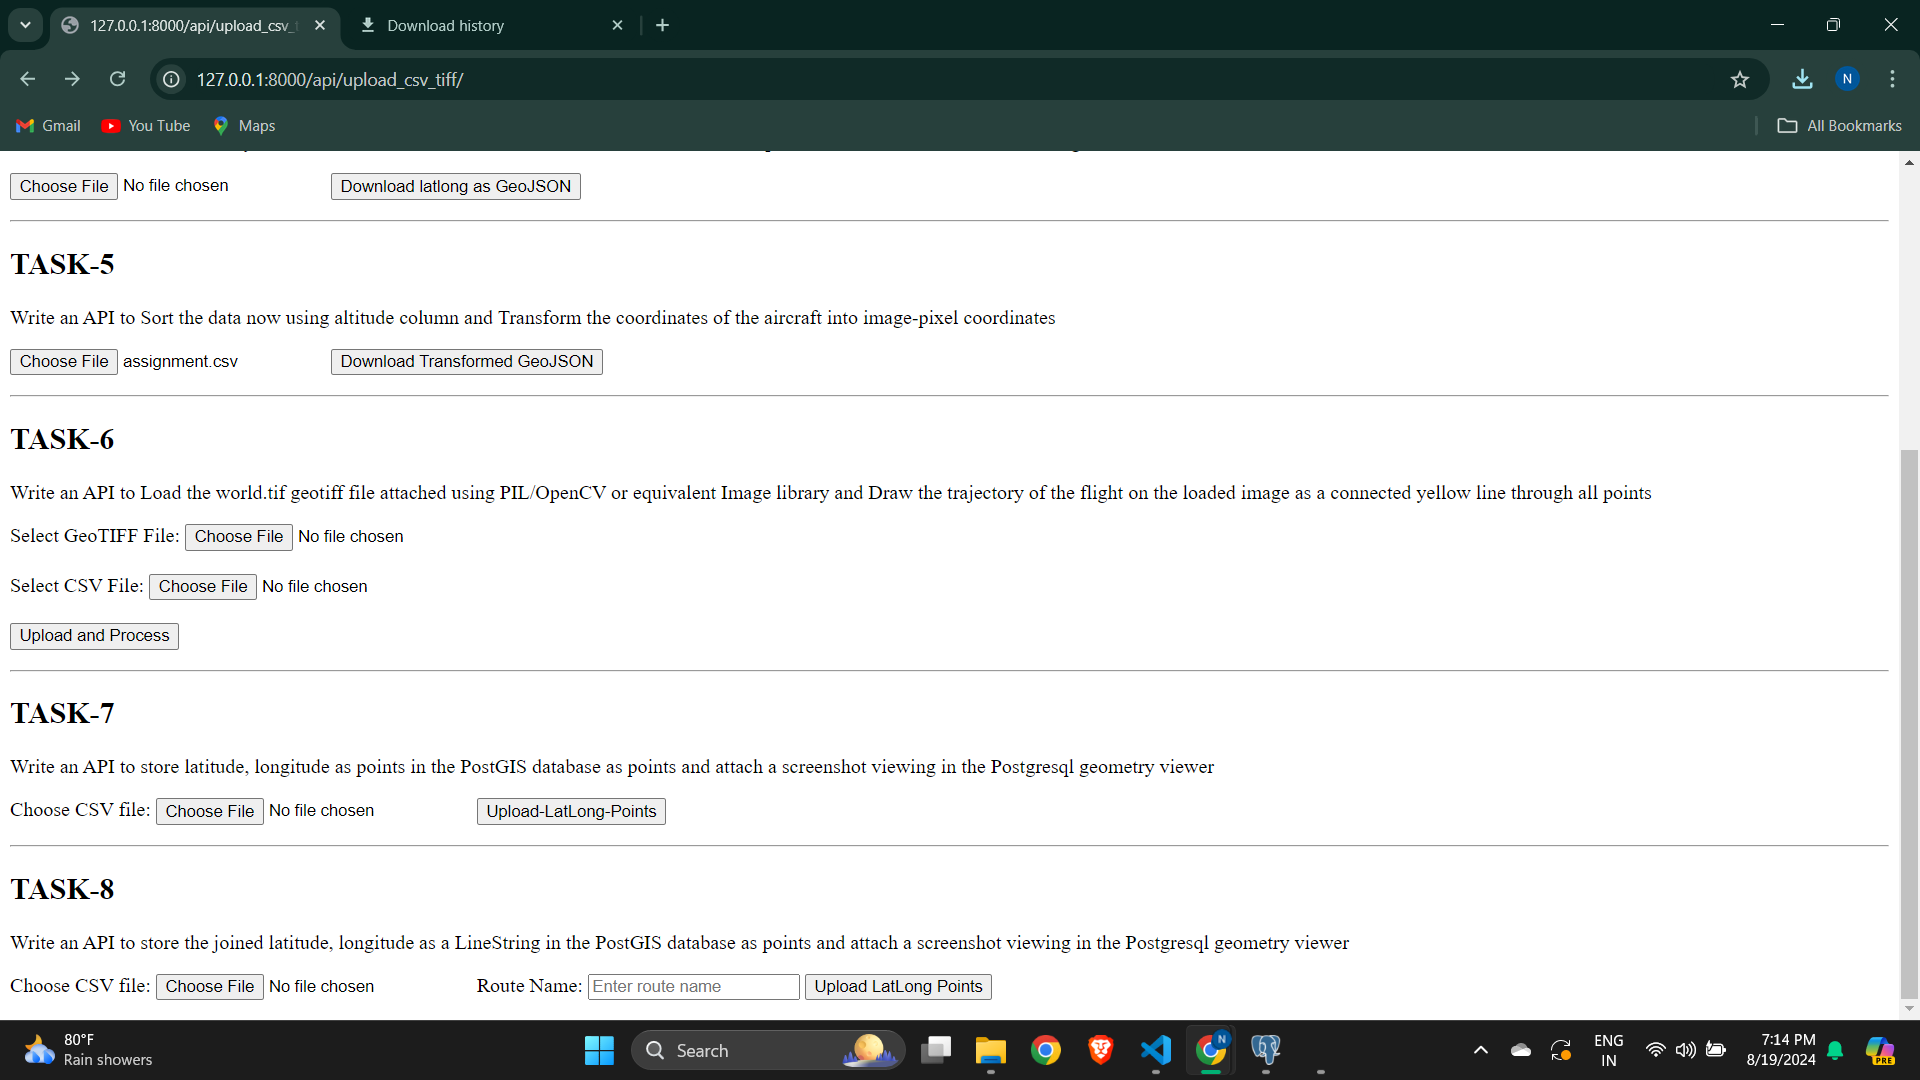 127.0.0.1:8000/api/upload_csv_t
Download history
127.0.0.1:8000/api/upload_csv_tiff/
N
Gmail
YouTube
Maps
All Bookmarks
Choose File No file chosen Download latlong as GeoJSON
TASK-5
Write an API to Sort the data now using altitude column and Transform the coordinates of the aircraft into image-pixel coordinates
Choose File assignment.csv Download Transformed GeoJSON
TASK-6
Write an API to Load the world.tif geotiff file attached using PIL/OpenCV or equivalent Image library and Draw the trajectory of the flight on the loaded image as a connected yellow line through all points
Select GeoTIFF File: Choose File No file chosen
Select CSV File: Choose File No file chosen
Upload and Process
TASK-7
Write an API to store latitude, longitude as points in the PostGIS database as points and attach a screenshot viewing in the Postgresql geometry viewer
Choose CSV file: Choose File No file chosen Upload-LatLong-Points
TASK-8
Write an API to store the joined latitude, longitude as a LineString in the PostGIS database as points and attach a screenshot viewing in the Postgresql geometry viewer
Choose CSV file: Choose File No file chosen Route Name: Enter route name Upload LatLong Points
80°F
Rain showers
Search
N
ENG
IN
7:14 PM
8/19/2024
PRE